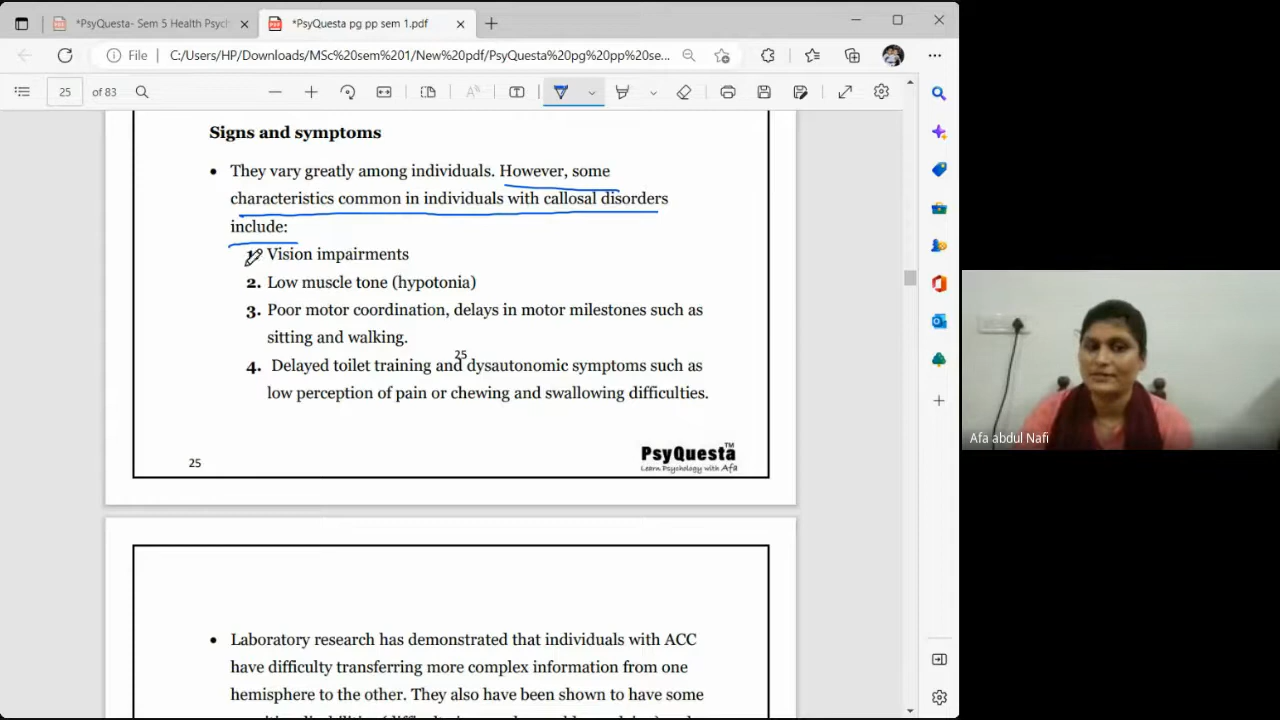 *PsyQuesta- Sem 5 Health Psych
*PsyQuesta pg pp sem 1.pdf
File
C:/Users/HP/Downloads/MSc%20sem%201/New%20pdf/PsyQuesta%20pg%20pp%20se...
25 of 83
Signs and symptoms
• They vary greatly among individuals. However, some
characteristics common in individuals with callosal disorders
include:
1. Vision impairments
2. Low muscle tone (hypotonia)
3. Poor motor coordination, delays in motor milestones such as
sitting and walking.
25
4. Delayed toilet training and dysautonomic symptoms such as
low perception of pain or chewing and swallowing difficulties.
PsyQuesta™
Learn Psychology with Afa
25
Afa abdul Nafi
• Laboratory research has demonstrated that individuals with ACC
have difficulty transferring more complex information from one
hemisphere to the other. They also have been shown to have some